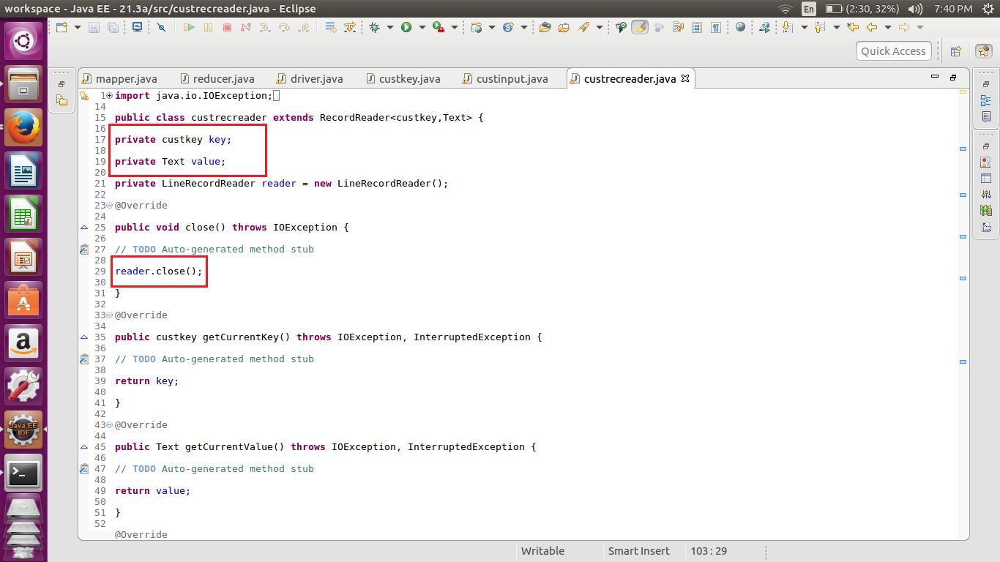 workspace - Java EE - 21.3a/src/custrecreader.java - Eclipse
En (2:30, 32%) 7:40 PM
Quick Access
mapper.java reducer.java driver.java custkey.java custinput.java custrecreader.java
1 import java.io.IOException;
14
15 public class custrecreader extends RecordReader<custkey,Text> {
16
17 private custkey key;
18
19 private Text value;
20
21 private LineRecordReader reader = new LineRecordReader();
22
23 @Override
24
25 public void close() throws IOException {
26
27 // TODO Auto-generated method stub
28
29 reader.close();
30
31 }
32
33 @Override
34
35 public custkey getCurrentKey() throws IOException, InterruptedException {
36
37 // TODO Auto-generated method stub
38
39 return key;
40
41 }
42
43 @Override
44
45 public Text getCurrentValue() throws IOException, InterruptedException {
46
47 // TODO Auto-generated method stub
48
49 return value;
50
51 }
52
@Override
Java EE
IDE
Writable Smart Insert 103 : 29